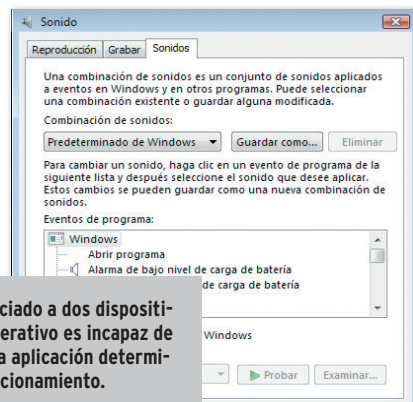 Sonido
Reproducción Grabar Sonidos
Una combinación de sonidos es un conjunto de sonidos aplicados
a eventos en Windows y en otros programas. Puede seleccionar
una combinación existente o guardar alguna modificada.
Combinación de sonidos:
Predeterminado de Windows Guardar como... Eliminar
Para cambiar un sonido, haga clic en un evento de programa de la
siguiente lista y después seleccione el sonido que desee aplicar.
Estos cambios se pueden guardar como una nueva combinación de
sonidos.
Eventos de programa:
Windows
Abrir programa
Alarma de bajo nivel de carga de batería
de carga de batería
ciado a dos dispositi-
erativo es incapaz de
a aplicación determi-
cionamiento.
Windows
Probar Examinar...